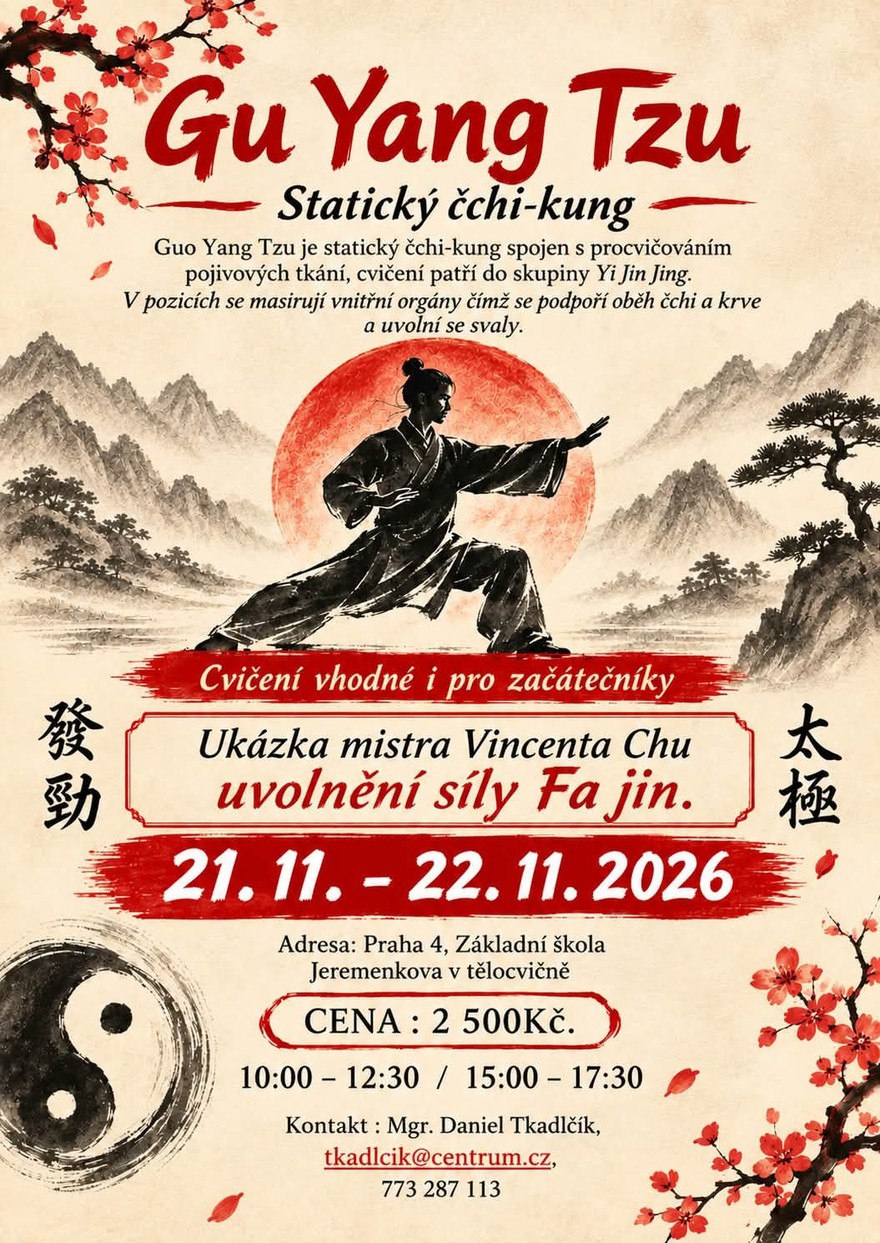 Gu Yang Tzu
Statický čchi-kung
Guo Yang Tzu je statický čchi-kung spojen s procvičováním
pojivových tkání, cvičení patří do skupiny Yi Jin Jing.
V pozicích se masirují vnitřní orgány čímž se podpoří oběh čchi a krve
a uvolní se svaly.
Cvičení vhodné i pro začátečníky
發勁
Ukázka mistra Vincenta Chu
uvolnění síly Fa jin.
太極
21. 11. – 22. 11. 2026
Adresa: Praha 4, Základní škola
Jeremenkova v tělocvičně
CENA : 2 500Kč.
10:00 – 12:30 / 15:00 – 17:30
Kontakt : Mgr. Daniel Tkadlčík,
tkadlcik@centrum.cz,
773 287 113